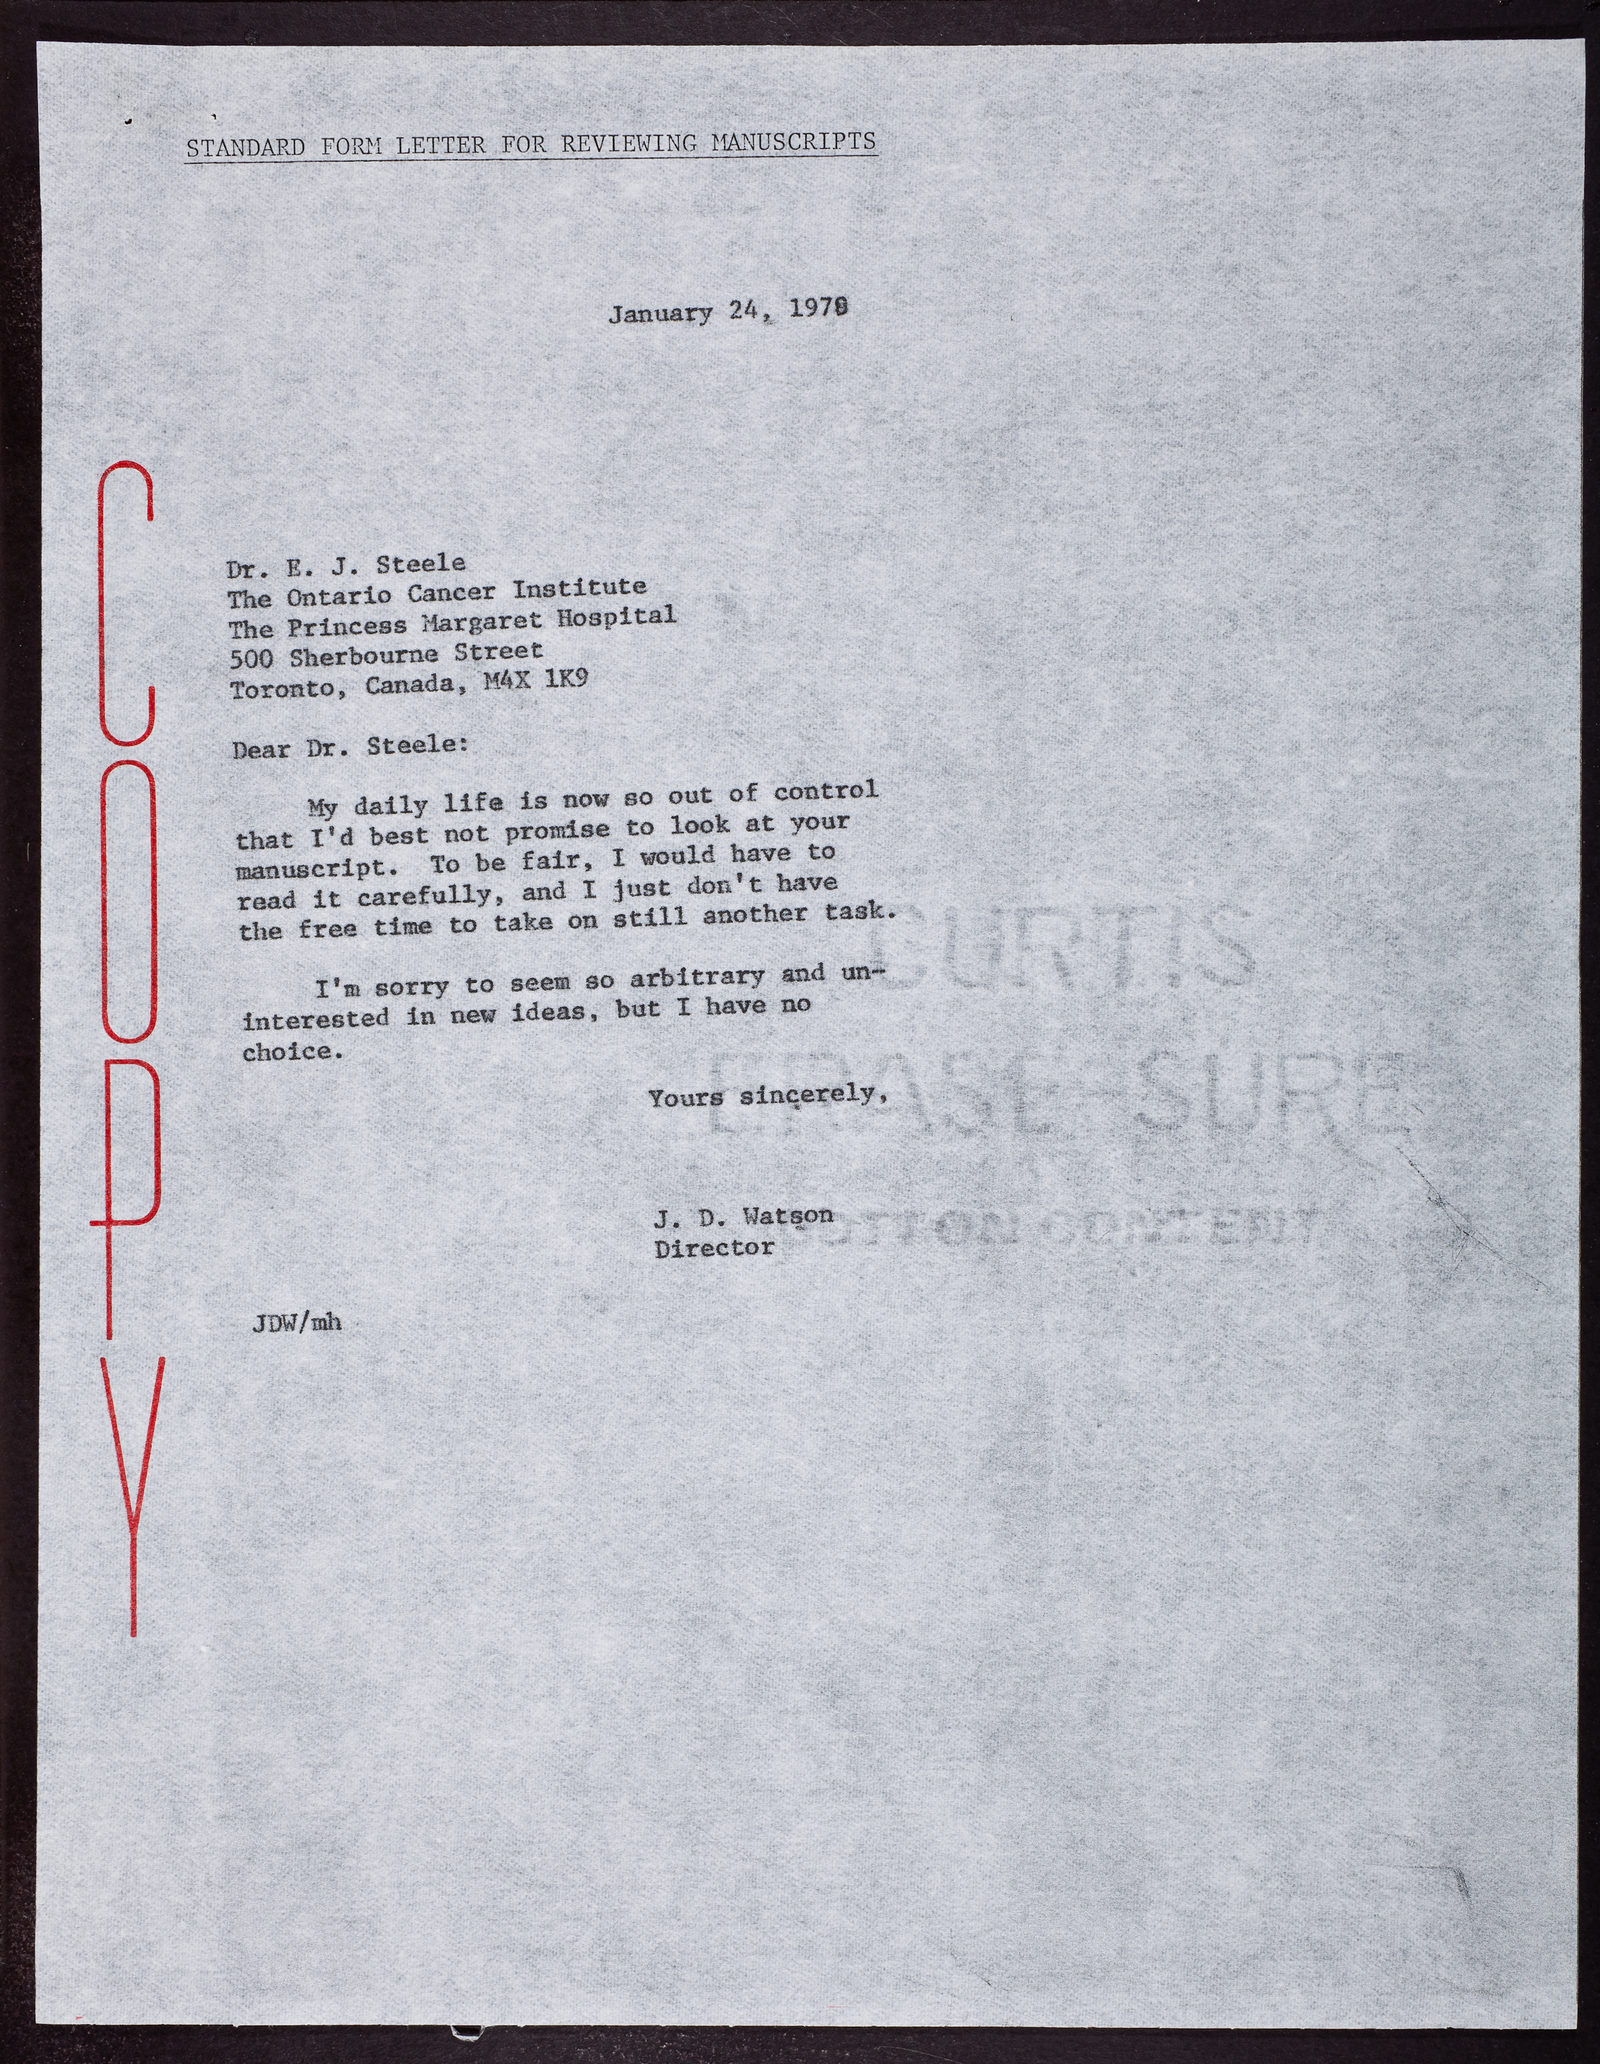 STANDARD FORM LETTER FOR REVIEWING MANUSCRIPTS
January 24,
COPY
Dr. E. J. Steele
The Ontario Cancer Institute
The Princess Margaret Hospital
500 Sherbourne Street
Toronto, Canada, M4X 1K9
Dear Dr. Steele:
My daily life is now so out of control
that I'd best not promise to look at your
manuscript. To be fair, I would have to
read it carefully, and I just don't have
the free time to take on still another task.
I'm sorry to seem so arbitrary and un-
interested in new ideas, but I have no
choice.
Yours sincerely,
J. D. Watson
Director
JDW/mh
CURTIS
ERASE-SURE
COTTON CONTENT